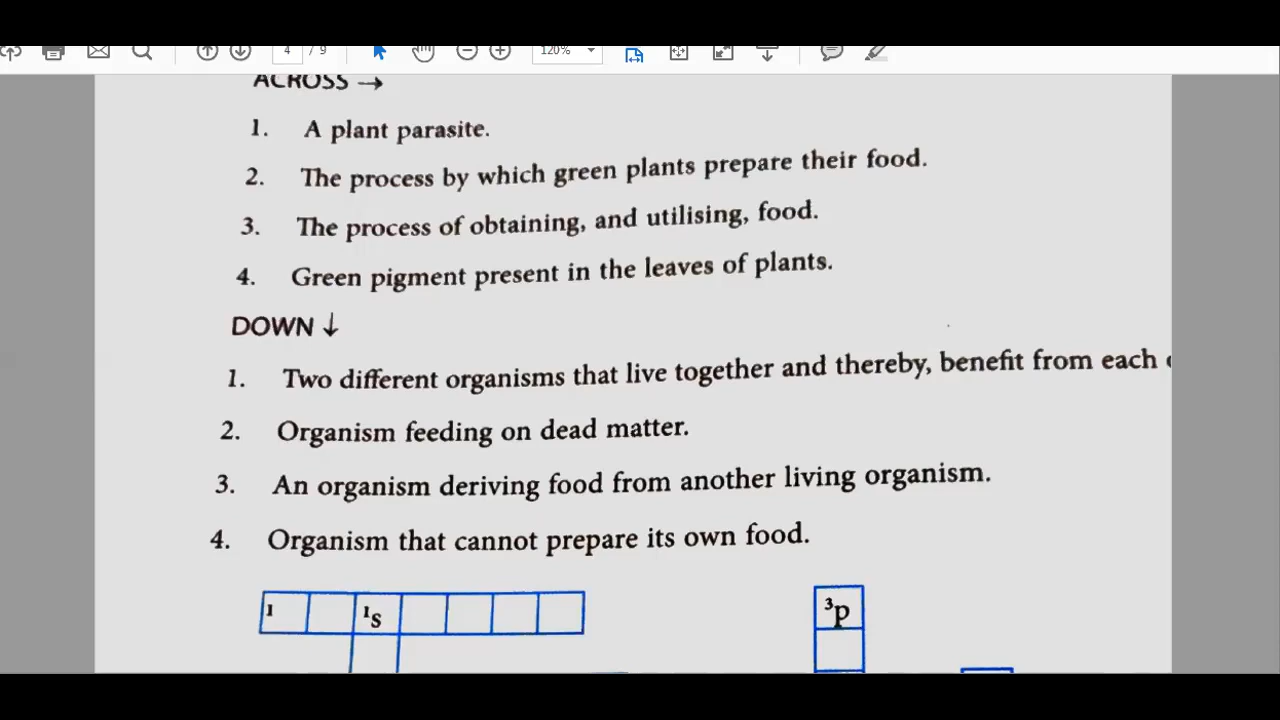 4 / 9
120%
ACROSS →
1. A plant parasite.
2. The process by which green plants prepare their food.
3. The process of obtaining, and utilising, food.
4. Green pigment present in the leaves of plants.
DOWN ↓
1. Two different organisms that live together and thereby, benefit from each
2. Organism feeding on dead matter.
3. An organism deriving food from another living organism.
4. Organism that cannot prepare its own food.
1 1s 3p